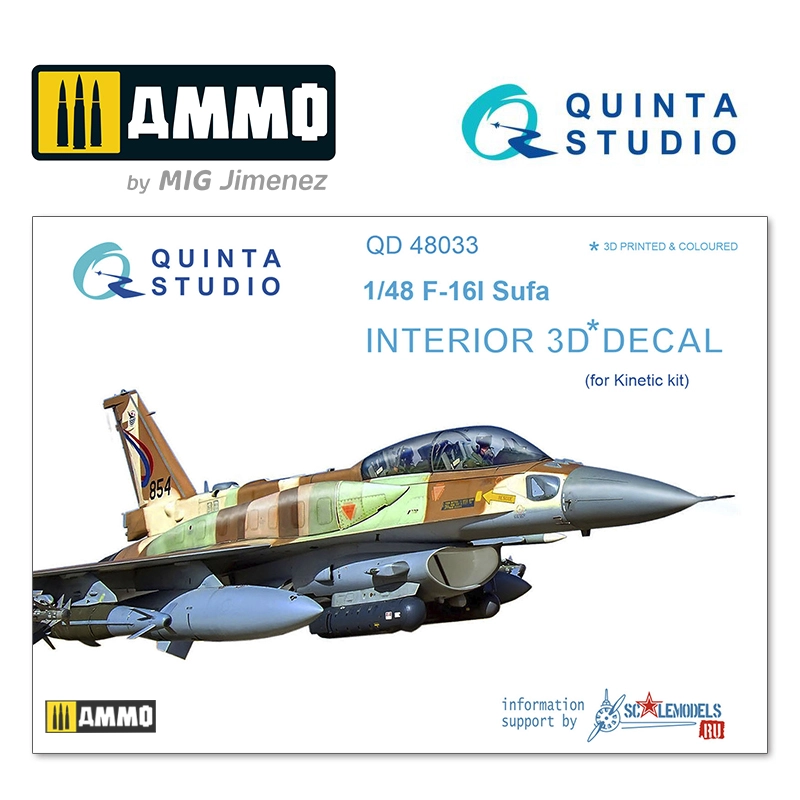 AMMO
by MIG Jimenez
QUINTA
STUDIO
QUINTA
STUDIO
QD 48033
* 3D PRINTED & COLOURED
1/48 F-16I Sufa
INTERIOR 3D* DECAL
(for Kinetic kit)
854
RESCUE
AMMO
information
support by
SCALEMODELS
RU